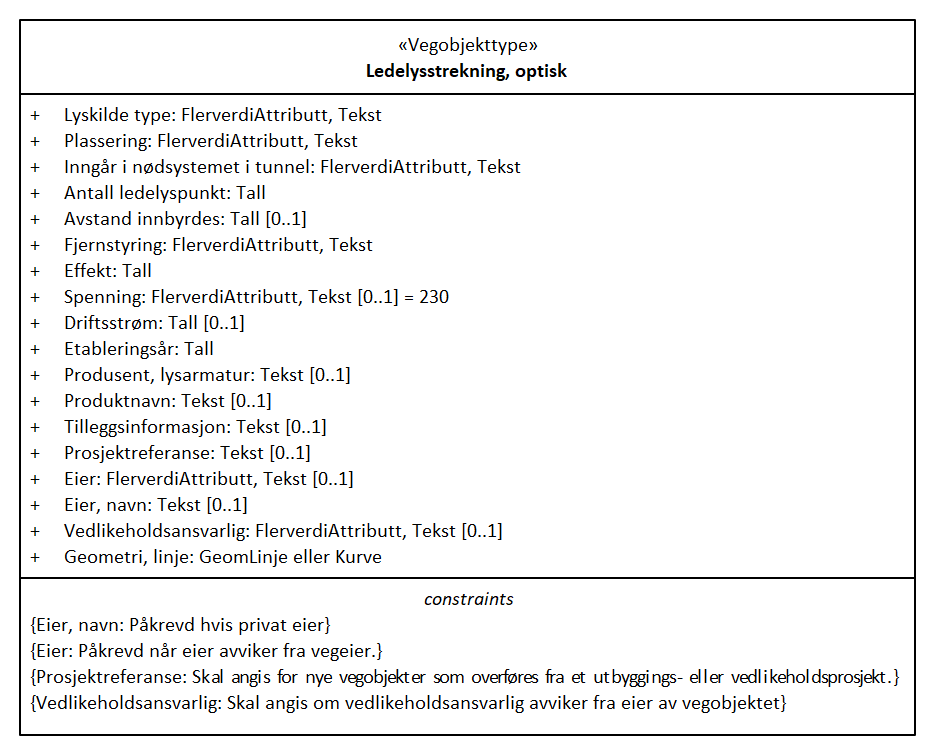 «Vegobjekttype»
Ledelysstrekning, optisk
+ Lyskilde type: FlerverdiAttributt, Tekst
+ Plassering: FlerverdiAttributt, Tekst
+ Inngår i nødsystemet i tunnel: FlerverdiAttributt, Tekst
+ Antall ledelyspunkt: Tall
+ Avstand innbyrdes: Tall [0..1]
+ Fjernstyring: FlerverdiAttributt, Tekst
+ Effekt: Tall
+ Spenning: FlerverdiAttributt, Tekst [0..1] = 230
+ Driftsstrøm: Tall [0..1]
+ Etableringsår: Tall
+ Produsent, lysarmatur: Tekst [0..1]
+ Produktnavn: Tekst [0..1]
+ Tilleggsinformasjon: Tekst [0..1]
+ Prosjektreferanse: Tekst [0..1]
+ Eier: FlerverdiAttributt, Tekst [0..1]
+ Eier, navn: Tekst [0..1]
+ Vedlikeholdsansvarlig: FlerverdiAttributt, Tekst [0..1]
+ Geometri, linje: GeomLinje eller Kurve
constraints
{Eier, navn: Påkrevd hvis privat eier}
{Eier: Påkrevd når eier avviker fra vegeier.}
{Prosjektreferanse: Skal angis for nye vegobjekter som overføres fra et utbyggings- eller vedlikeholdsprosjekt.}
{Vedlikeholdsansvarlig: Skal angis om vedlikeholdsansvarlig avviker fra eier av vegobjektet}